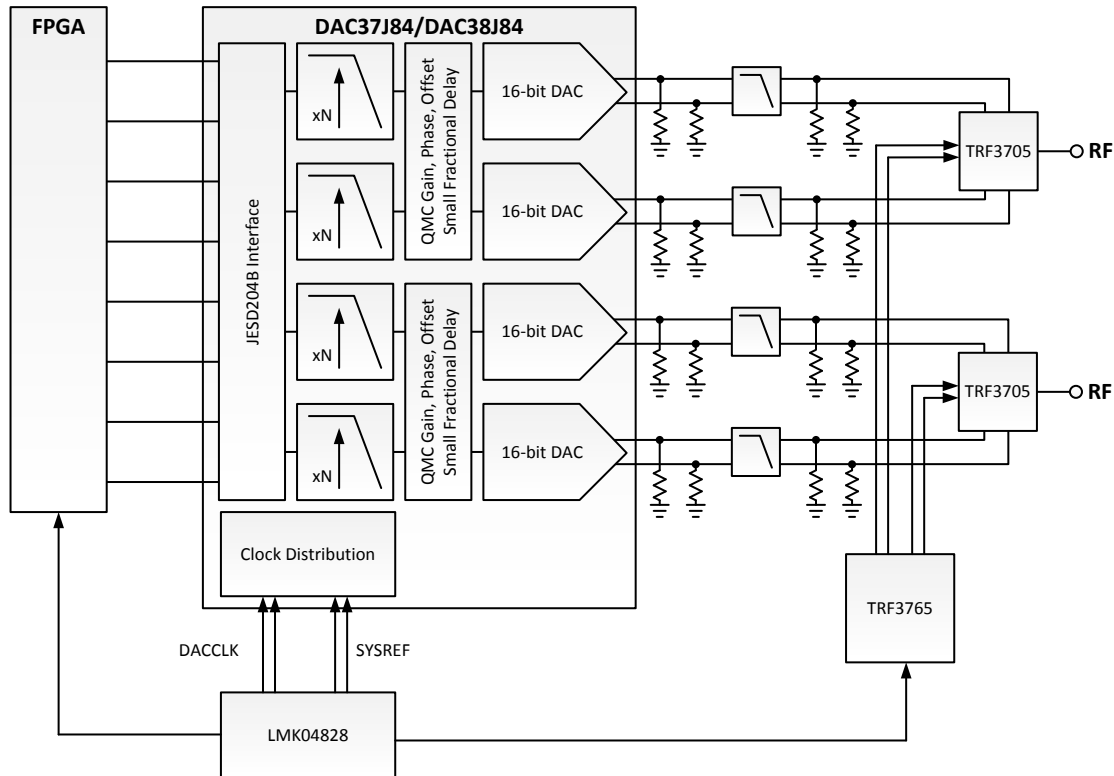 FPGA
DAC37J84/DAC38J84
JESD204B Interface
xN
QMC Gain, Phase, Offset
Small Fractional Delay
16-bit DAC
xN
16-bit DAC
TRF3705
RF
xN
QMC Gain, Phase, Offset
Small Fractional Delay
16-bit DAC
xN
16-bit DAC
TRF3705
RF
Clock Distribution
TRF3765
DACCLK
SYSREF
LMK04828